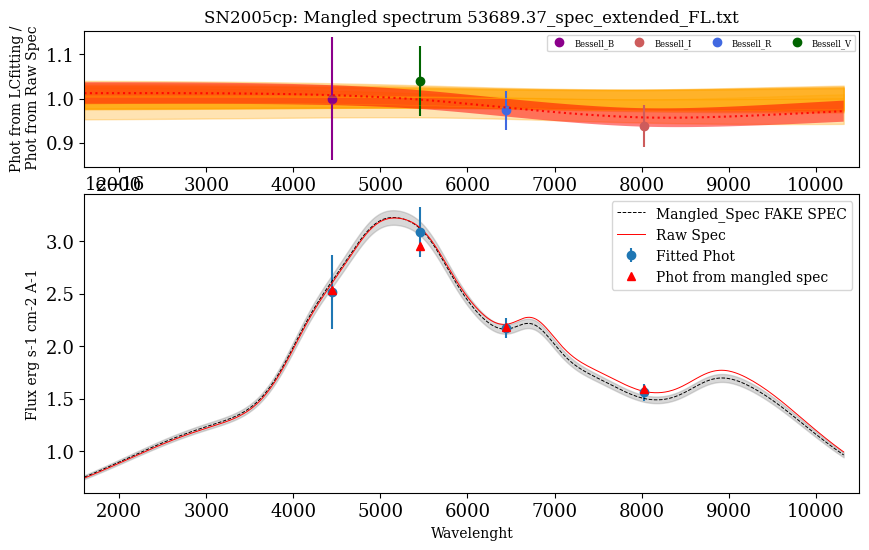 SN2005cp: Mangled spectrum 53689.37_spec_extended_FL.txt
Phot from LCfitting /
Phot from Raw Spec
Bessell_B Bessell_I Bessell_R Bessell_V
1.1
1.0
0.9
2000 3000 4000 5000 6000 7000 8000 9000 10000
1e−16
Mangled_Spec FAKE SPEC
Raw Spec
Fitted Phot
Phot from mangled spec
Flux erg s-1 cm-2 A-1
3.0
2.5
2.0
1.5
1.0
2000 3000 4000 5000 6000 7000 8000 9000 10000
Wavelenght